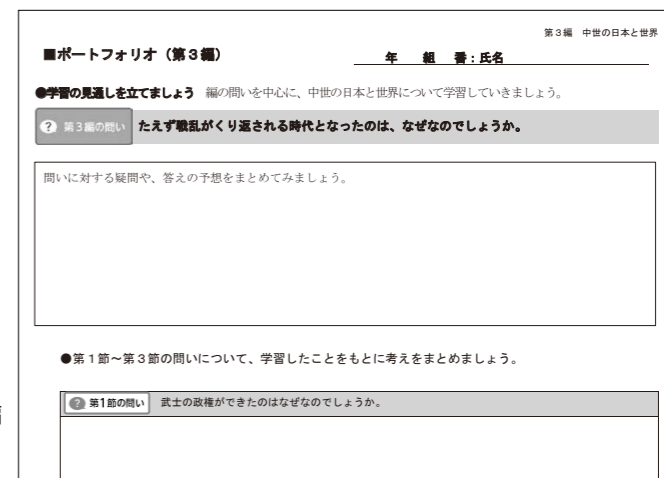 第３編　中世の日本と世界
■ポートフォリオ（第３編）
年　組　番：氏名
●学習の見通しを立てましょう　編の問いを中心に、中世の日本と世界について学習していきましょう。
? 第３編の問い　たえず戦乱がくり返される時代となったのは、なぜなのでしょうか。
問いに対する疑問や、答えの予想をまとめてみましょう。
●第１節～第３節の問いについて、学習したことをもとに考えをまとめましょう。
? 第1節の問い　武士の政権ができたのはなぜなのでしょうか。